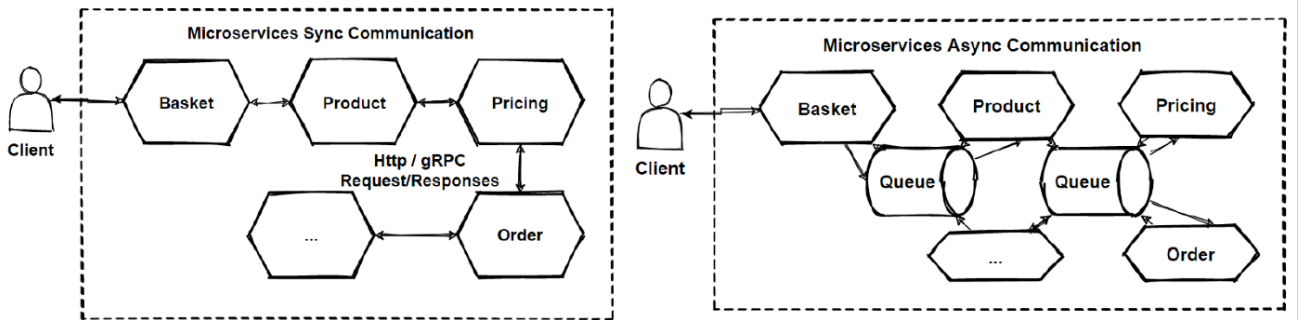 Microservices Sync Communication
Basket
Product
Pricing
Client
Http / gRPC
Request/Responses
...
Order
Microservices Async Communication
Basket
Product
Pricing
Client
Queue
Queue
...
Order